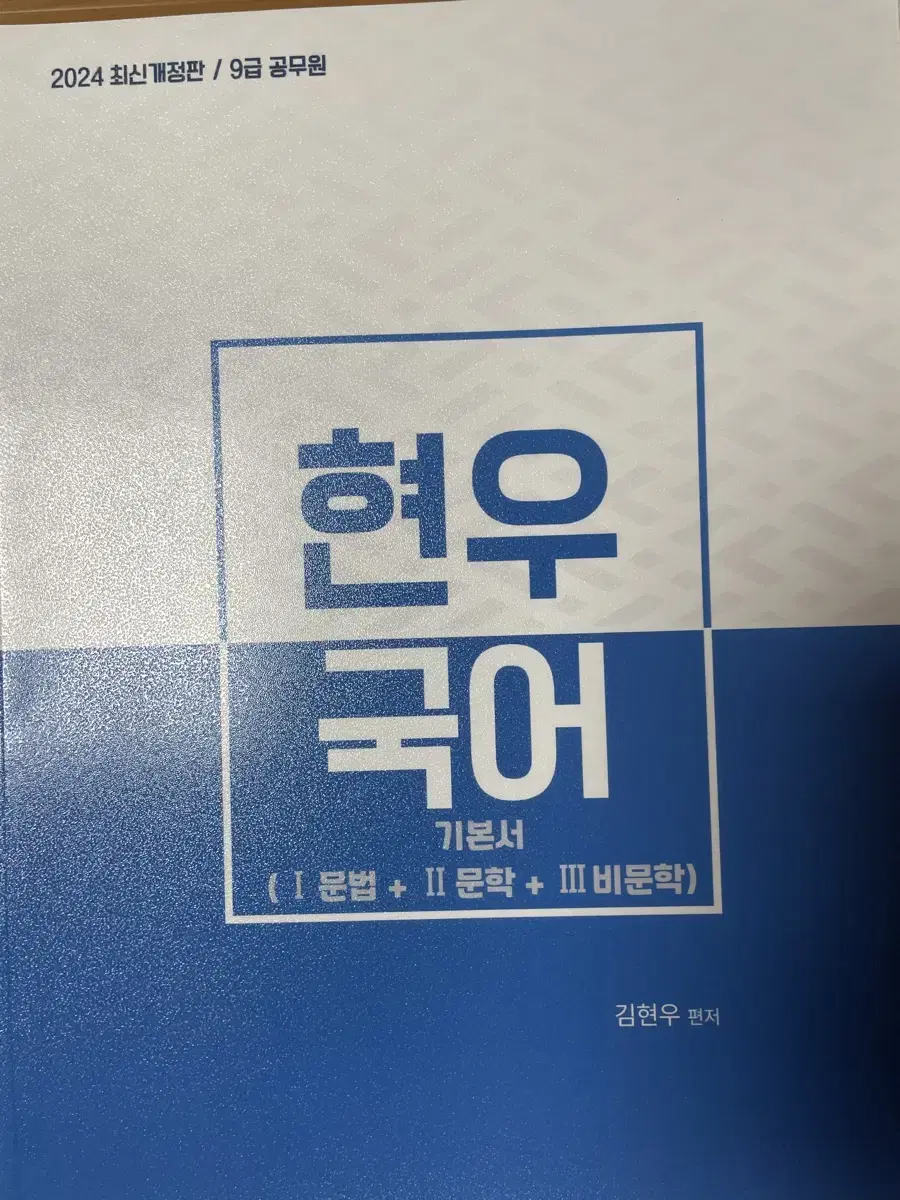 2024 최신개정판 / 9급 공무원
현우
국어
기본서
(Ⅰ 문법 + Ⅱ 문학 + Ⅲ 비문학)
김현우 편저